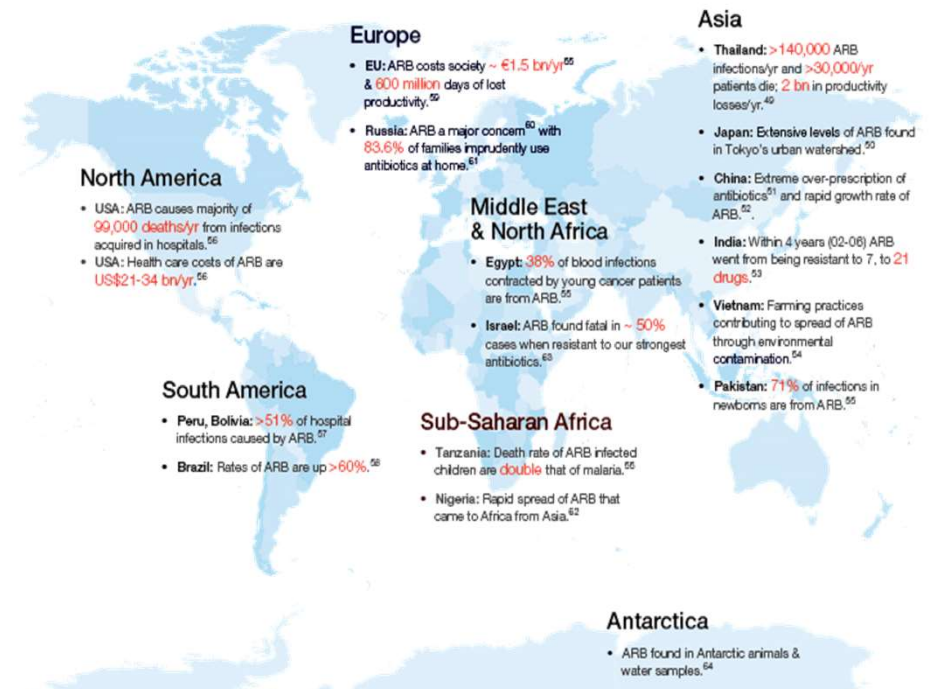 Europe
• EU: ARB costs society ~ €1.5 bn/yr⁵⁵
& 600 million days of lost
productivity.⁵⁹
• Russia: ARB a major concern⁶⁰ with
83.6% of families imprudently use
antibiotics at home.⁶¹
Asia
• Thailand: >140,000 ARB
infections/yr and >30,000/yr
patients die; 2 bn in productivity
losses/yr.⁴⁹
• Japan: Extensive levels of ARB found
in Tokyo's urban watershed.⁵⁰
• China: Extreme over-prescription of
antibiotics⁵¹ and rapid growth rate of
ARB.⁵².
• India: Within 4 years (02-06) ARB
went from being resistant to 7, to 21
drugs.⁵³
• Vietnam: Farming practices
contributing to spread of ARB
through environmental
contamination.⁵⁴
• Pakistan: 71% of infections in
newborns are from ARB.⁵⁵
North America
• USA: ARB causes majority of
99,000 deaths/yr from infections
acquired in hospitals.⁵⁶
• USA: Health care costs of ARB are
US$21-34 bn/yr.⁵⁶
Middle East
& North Africa
• Egypt: 38% of blood infections
contracted by young cancer patients
are from ARB.⁵⁵
• Israel: ARB found fatal in ~ 50%
cases when resistant to our strongest
antibiotics.⁶³
South America
• Peru, Bolivia: >51% of hospital
infections caused by ARB.⁵⁷
• Brazil: Rates of ARB are up >60%.⁵⁸
Sub-Saharan Africa
• Tanzania: Death rate of ARB infected
children are double that of malaria.⁵⁵
• Nigeria: Rapid spread of ARB that
came to Africa from Asia.⁶²
Antarctica
• ARB found in Antarctic animals &
water samples.⁶⁴